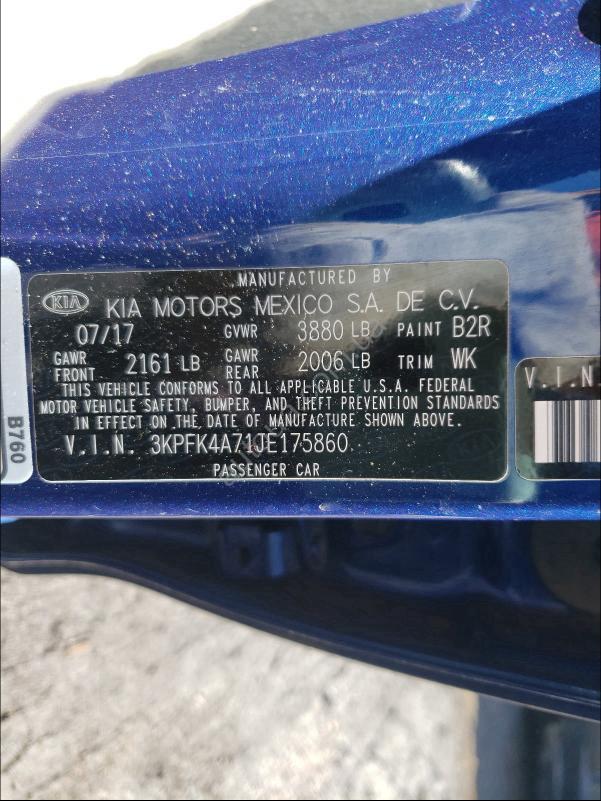 MANUFACTURED BY
KIA KIA MOTORS MEXICO S.A. DE C.V.
07/17 GVWR 3880 LB PAINT B2R
GAWR FRONT 2161 LB GAWR REAR 2006 LB TRIM WK
THIS VEHICLE CONFORMS TO ALL APPLICABLE U.S.A. FEDERAL
MOTOR VEHICLE SAFETY, BUMPER, AND THEFT PREVENTION STANDARDS
IN EFFECT ON THE DATE OF MANUFACTURE SHOWN ABOVE.
V.I.N. 3KPFK4A71JE175860
PASSENGER CAR
B760
V.I.N.